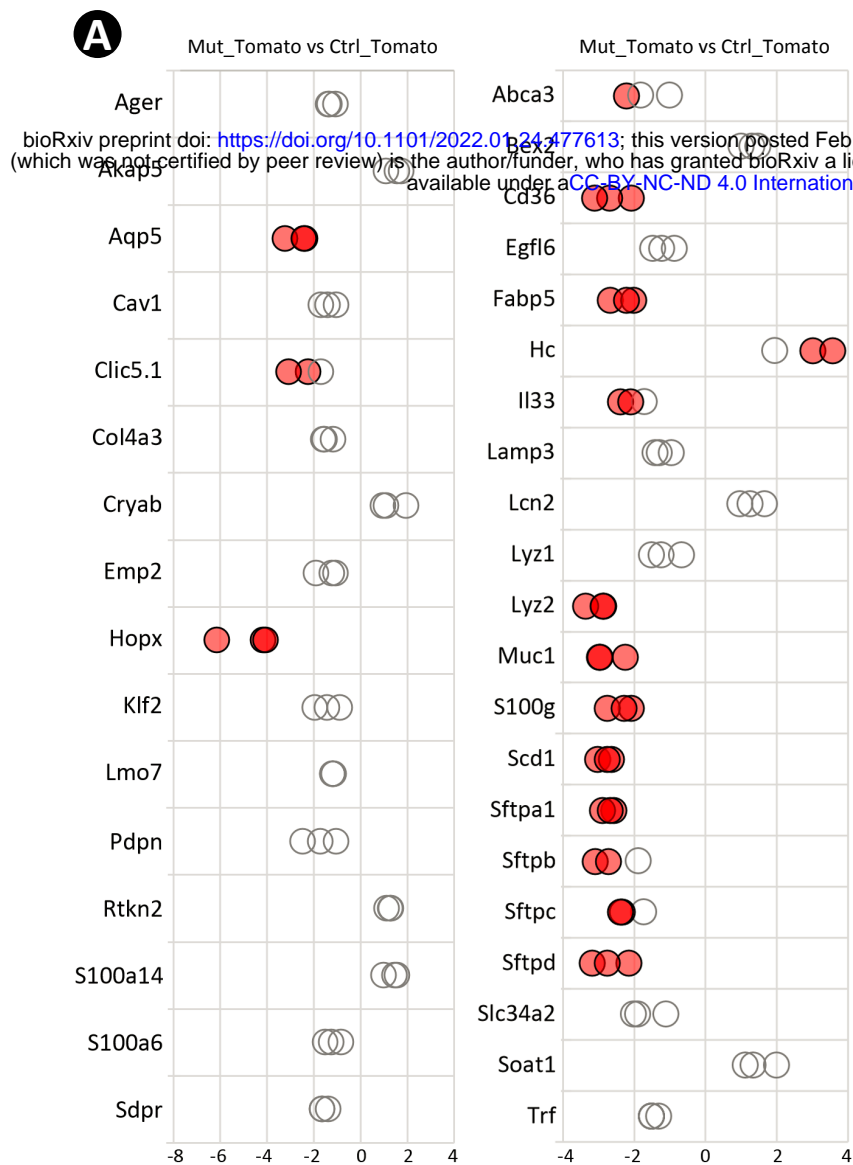 A
Mut_Tomato vs Ctrl_Tomato
Ager
Akap5
Aqp5
Cav1
Clic5.1
Col4a3
Cryab
Emp2
Hopx
Klf2
Lmo7
Pdpn
Rtkn2
S100a14
S100a6
Sdpr
-8 -6 -4 -2 0 2 4
Mut_Tomato vs Ctrl_Tomato
Abca3
Bex2
Cd36
Egfl6
Fabp5
Hc
Il33
Lamp3
Lcn2
Lyz1
Lyz2
Muc1
S100g
Scd1
Sftpa1
Sftpb
Sftpc
Sftpd
Slc34a2
Soat1
Trf
-4 -2 0 2 4
bioRxiv preprint doi: https://doi.org/10.1101/2022.01.24.477613; this version posted Feb
(which was not certified by peer review) is the author/funder, who has granted bioRxiv a li
available under aCC-BY-NC-ND 4.0 Internation